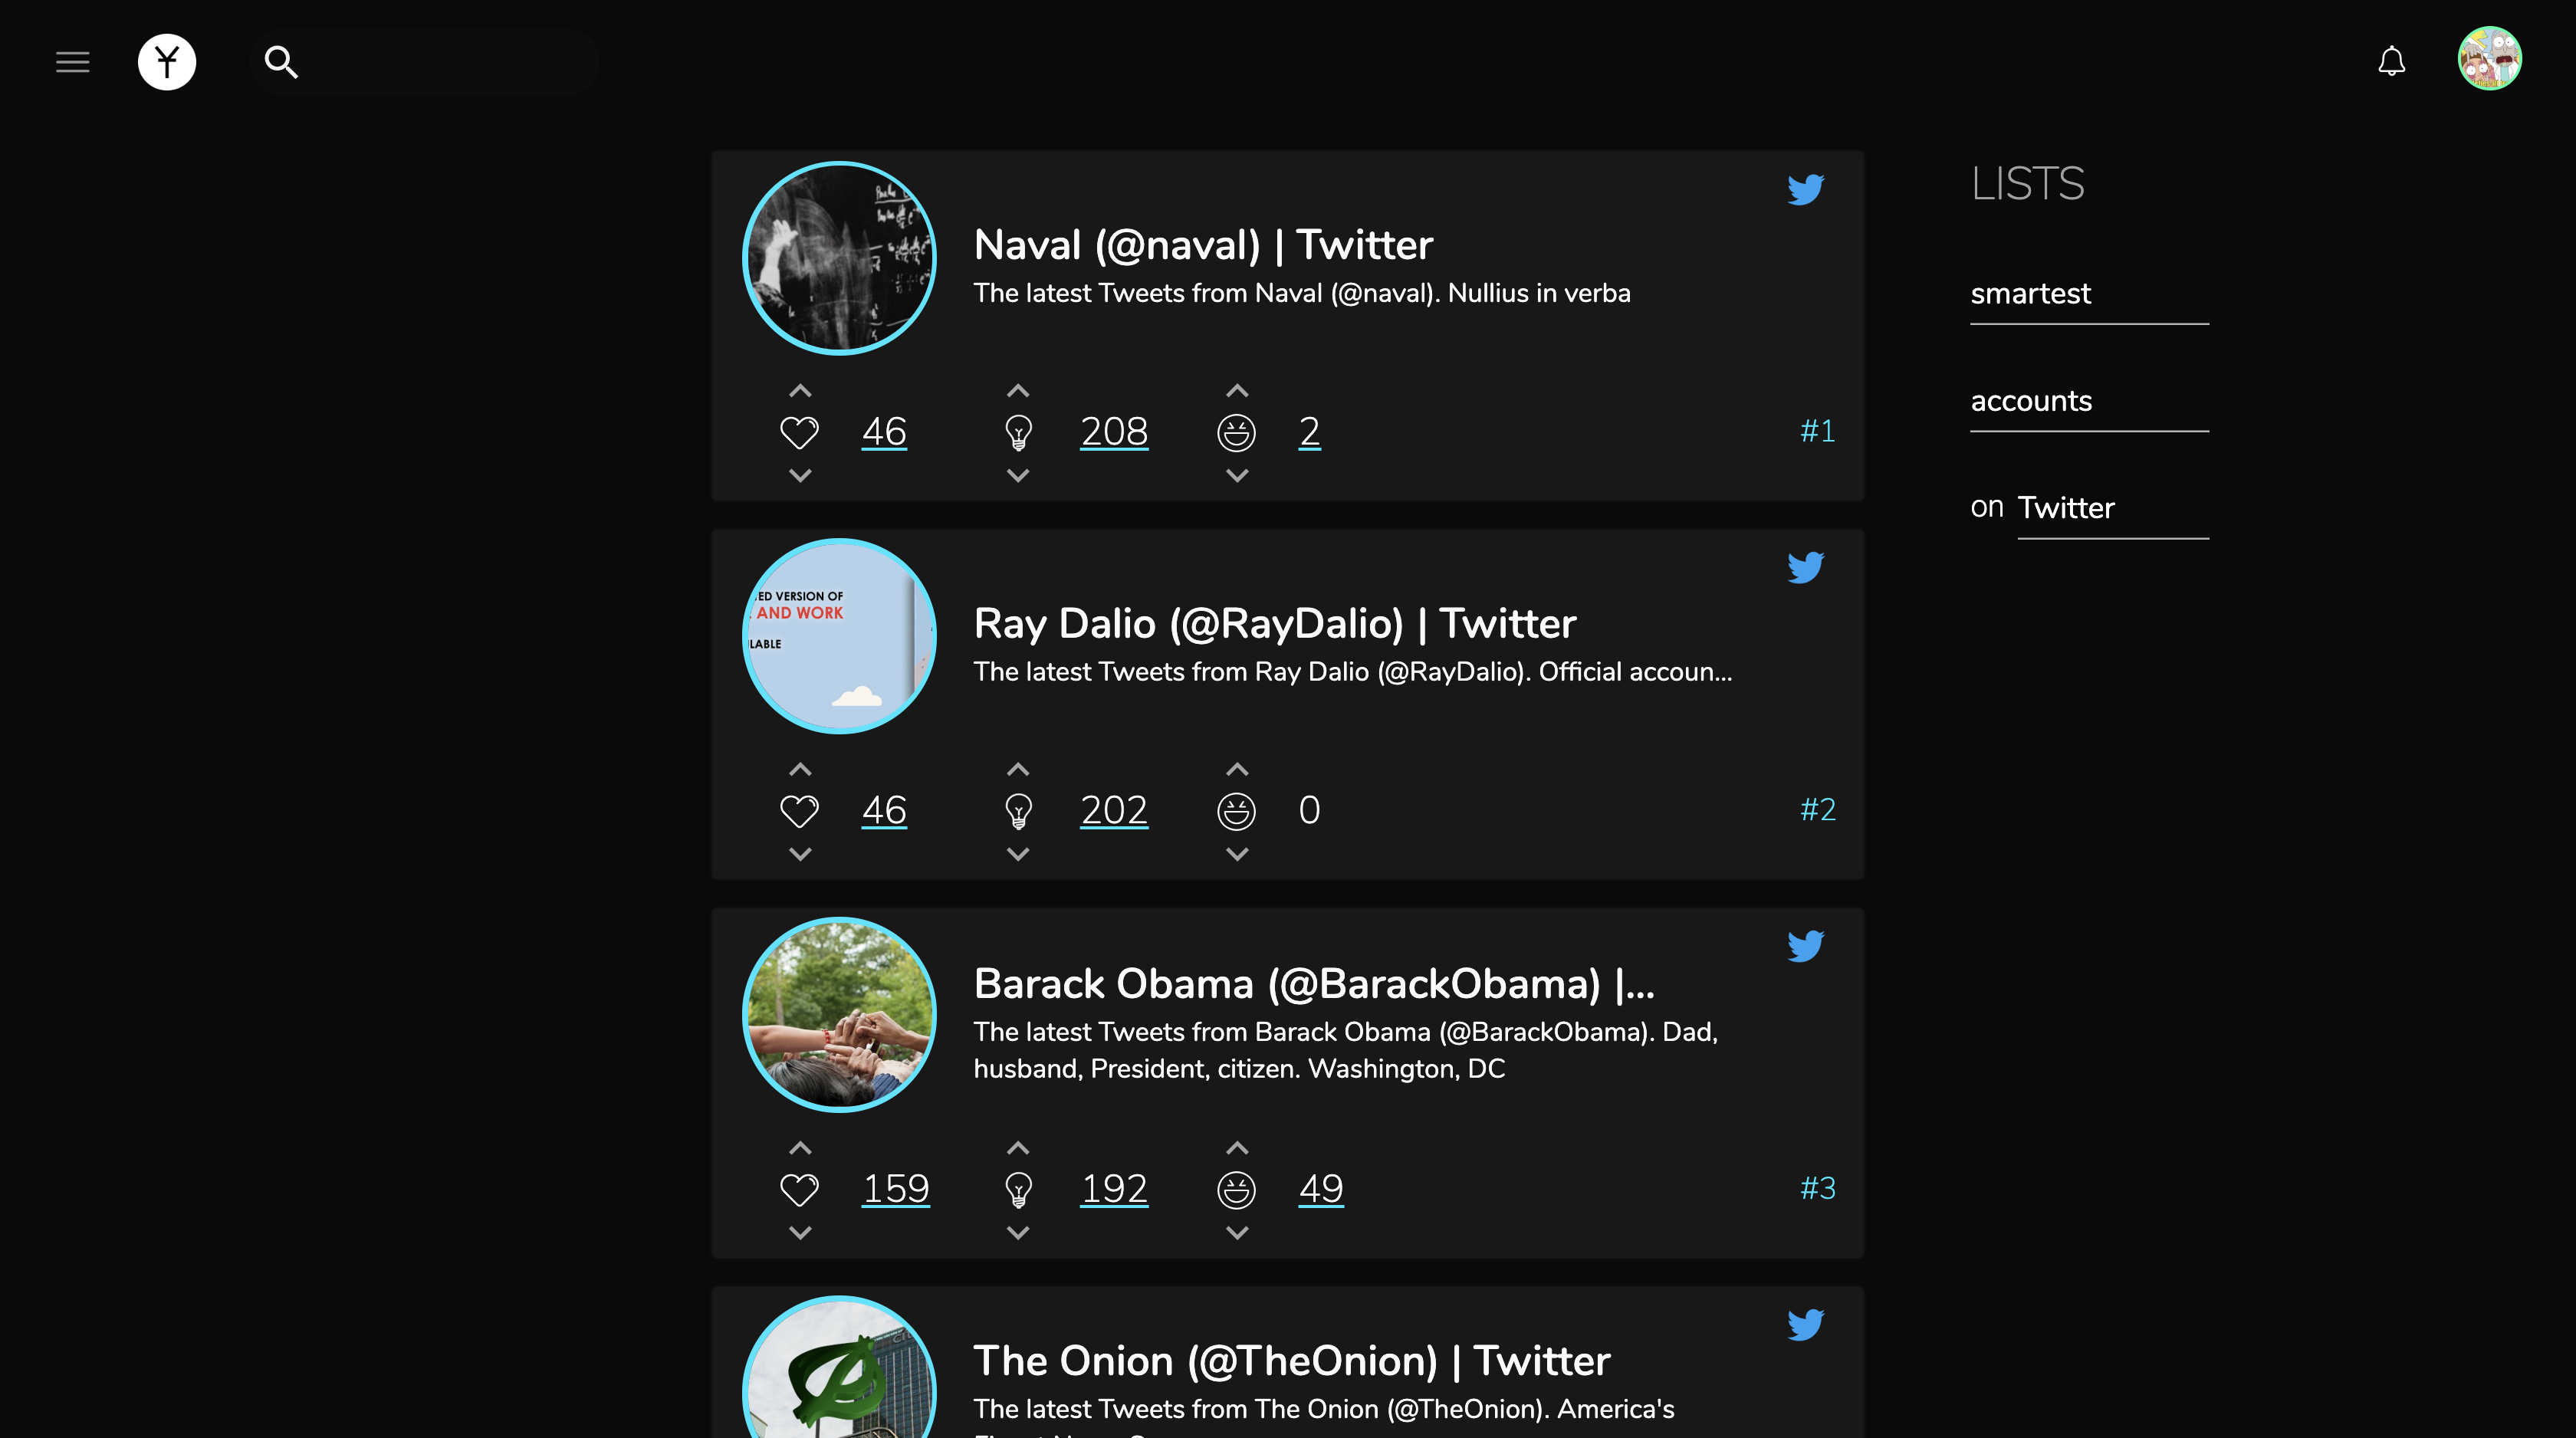 LISTS
smartest
accounts
on Twitter
Naval (@naval) | Twitter
The latest Tweets from Naval (@naval). Nullius in verba
46 208 2 #1
ED VERSION OF
AND WORK
LABLE
Ray Dalio (@RayDalio) | Twitter
The latest Tweets from Ray Dalio (@RayDalio). Official accoun...
46 202 0 #2
Barack Obama (@BarackObama) |...
The latest Tweets from Barack Obama (@BarackObama). Dad,
husband, President, citizen. Washington, DC
159 192 49 #3
The Onion (@TheOnion) | Twitter
The latest Tweets from The Onion (@TheOnion). America's